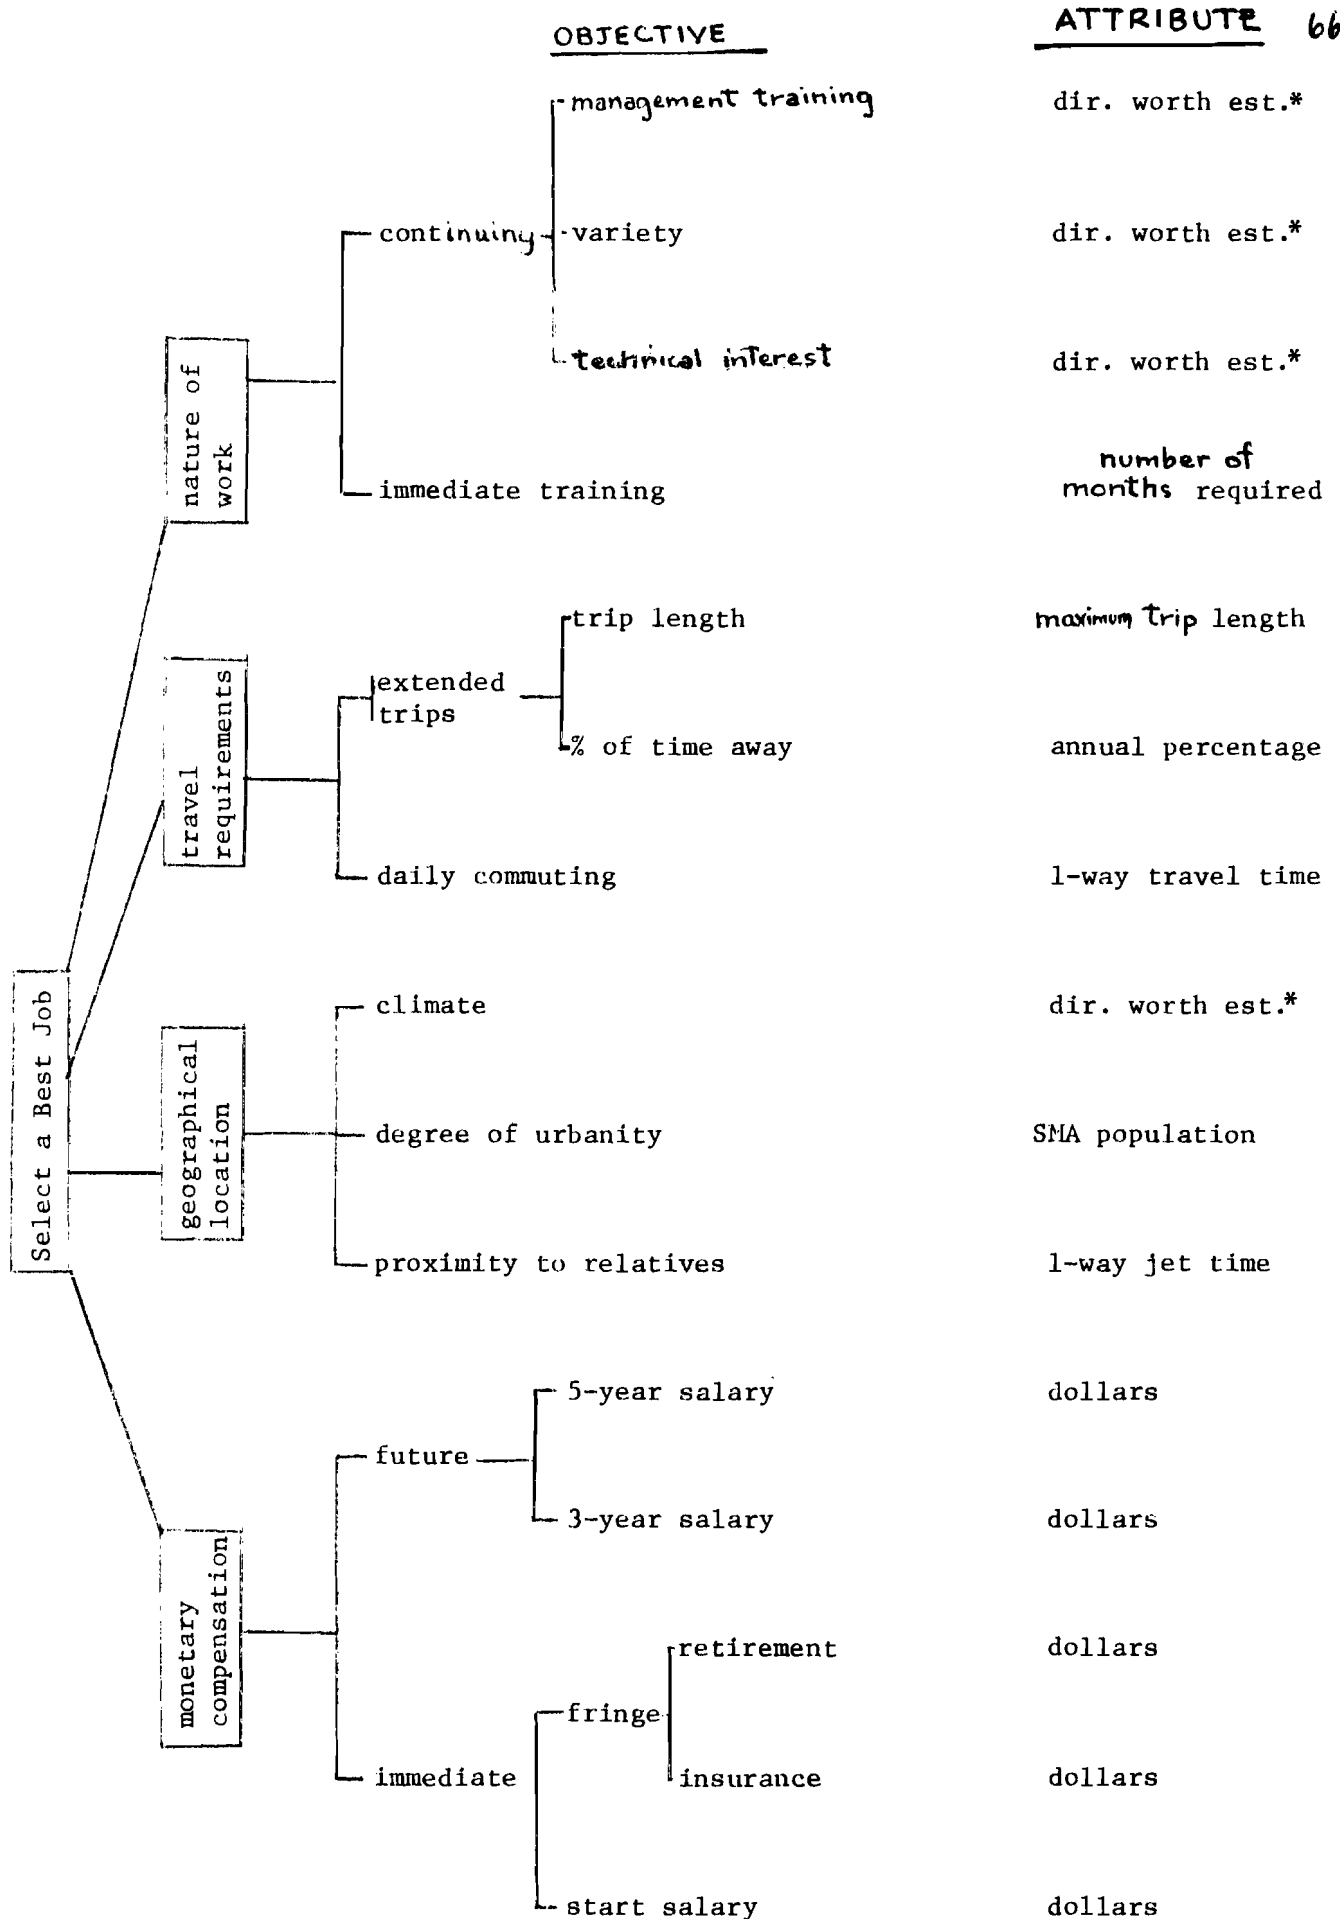 OBJECTIVE
ATTRIBUTE 66
management training dir. worth est.*
continuiny variety dir. worth est.*
technical interest dir. worth est.*
nature of
work
immediate training
number of
months required
trip length maximum trip length
extended
trips
% of time away annual percentage
travel
requirements
daily commuting 1-way travel time
Select a Best Job
climate dir. worth est.*
geographical
location
degree of urbanity SMA population
proximity to relatives 1-way jet time
5-year salary dollars
future
3-year salary dollars
monetary
compensation
retirement dollars
fringe
immediate insurance dollars
start salary dollars